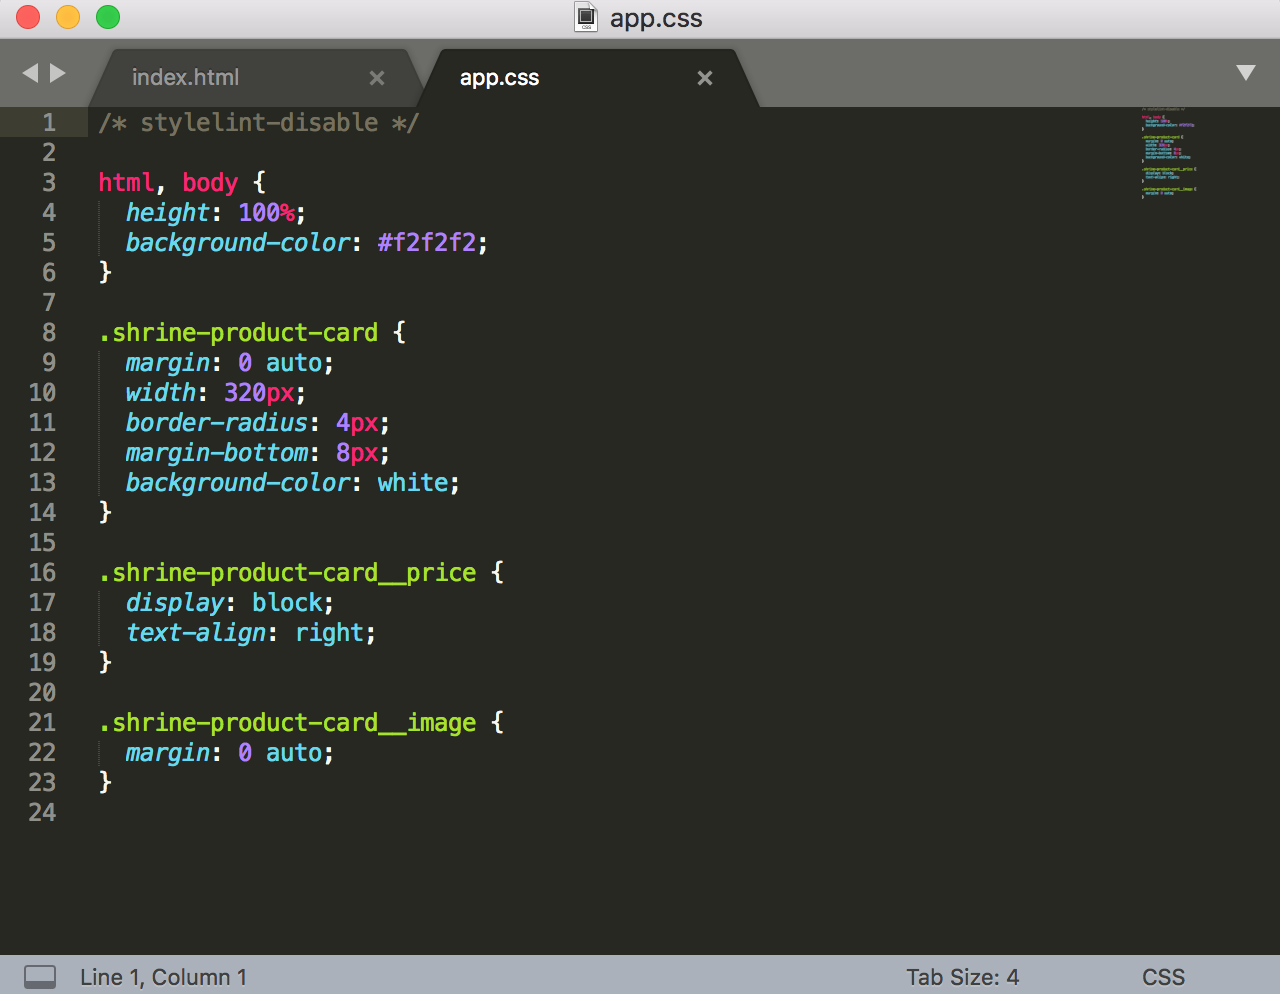 app.css
index.html
app.css
1 /* stylelint-disable */
2
3 html, body {
4 height: 100%;
5 background-color: #f2f2f2;
6 }
7
8 .shrine-product-card {
9 margin: 0 auto;
10 width: 320px;
11 border-radius: 4px;
12 margin-bottom: 8px;
13 background-color: white;
14 }
15
16 .shrine-product-card__price {
17 display: block;
18 text-align: right;
19 }
20
21 .shrine-product-card__image {
22 margin: 0 auto;
23 }
24
Line 1, Column 1
Tab Size: 4
CSS